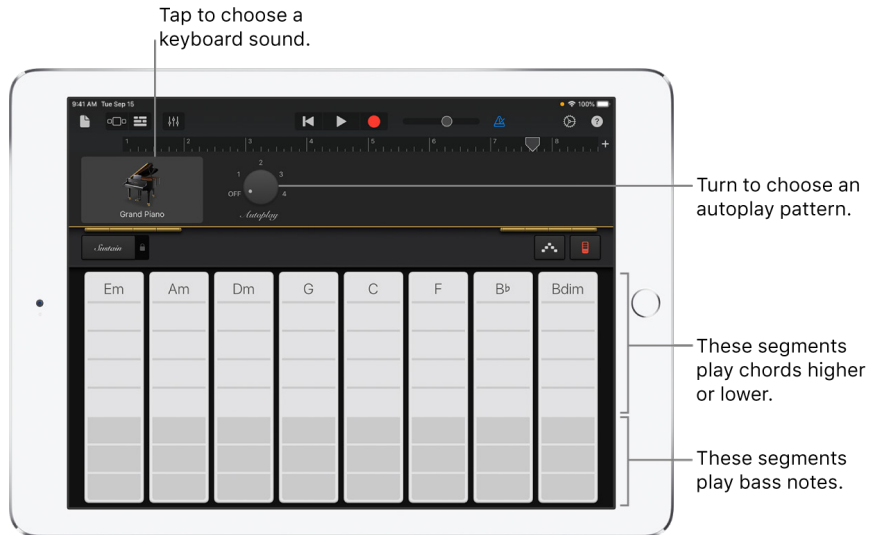 Tap to choose a
keyboard sound.
9:41 AM Tue Sep 15
100%
1 2 3 4 5 6 7 8 +
?
1 2 3
OFF 4
Grand Piano
Autoplay
Sustain
Em Am Dm G C F B♭ Bdim
Turn to choose an
autoplay pattern.
These segments
play chords higher
or lower.
These segments
play bass notes.